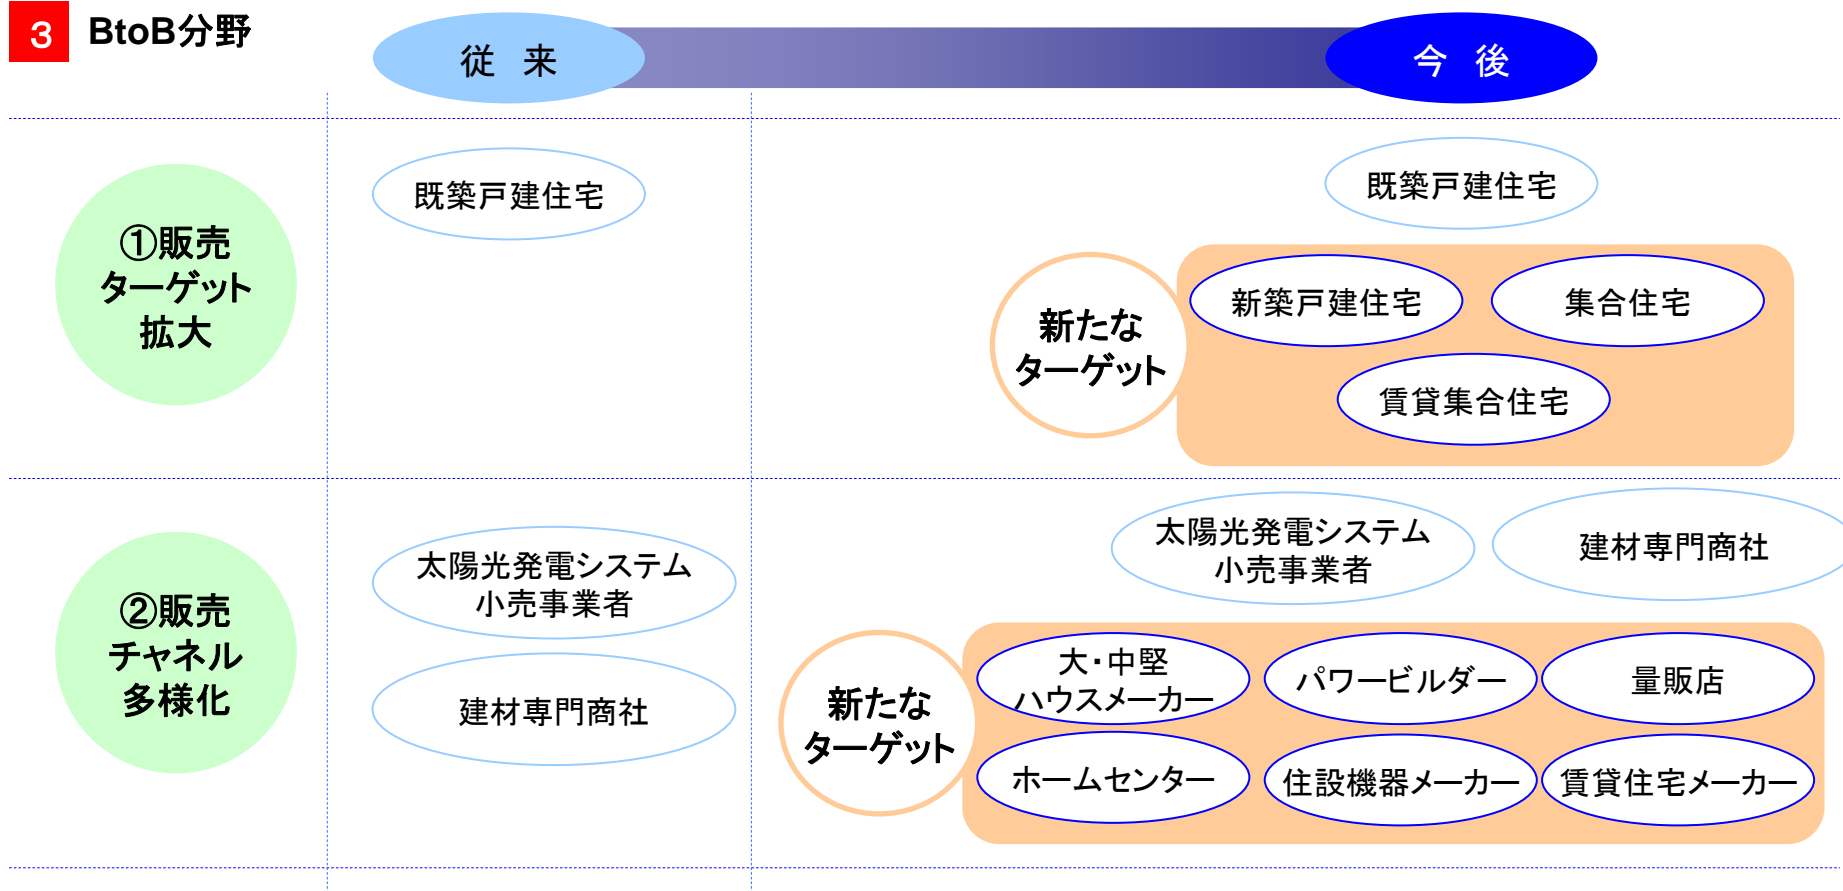 3 BtoB分野
従 来
今 後
①販売
ターゲット
拡大
既築戸建住宅
既築戸建住宅
新たな
ターゲット
新築戸建住宅
集合住宅
賃貸集合住宅
②販売
チャネル
多様化
太陽光発電システム
小売事業者
建材専門商社
太陽光発電システム
小売事業者
建材専門商社
新たな
ターゲット
大・中堅
ハウスメーカー
パワービルダー
量販店
ホームセンター
住設機器メーカー
賃貸住宅メーカー